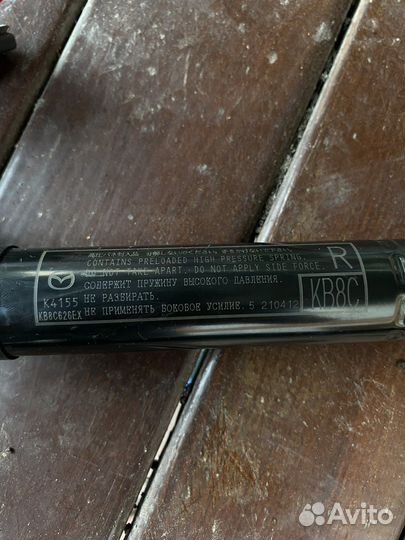 CONTAINS PRELOADED HIGH PRESSURE SPRING.
DO NOT TAKE APART. DO NOT APPLY SIDE FORCE.
R
СОДЕРЖИТ ПРУЖИНУ ВЫСОКОГО ДАВЛЕНИЯ.
K4155 НЕ РАЗБИРАТЬ.
KB8C
KB8C620EX НЕ ПРИМЕНЯТЬ БОКОВОЕ УСИЛИЕ. 5 210412
Avito